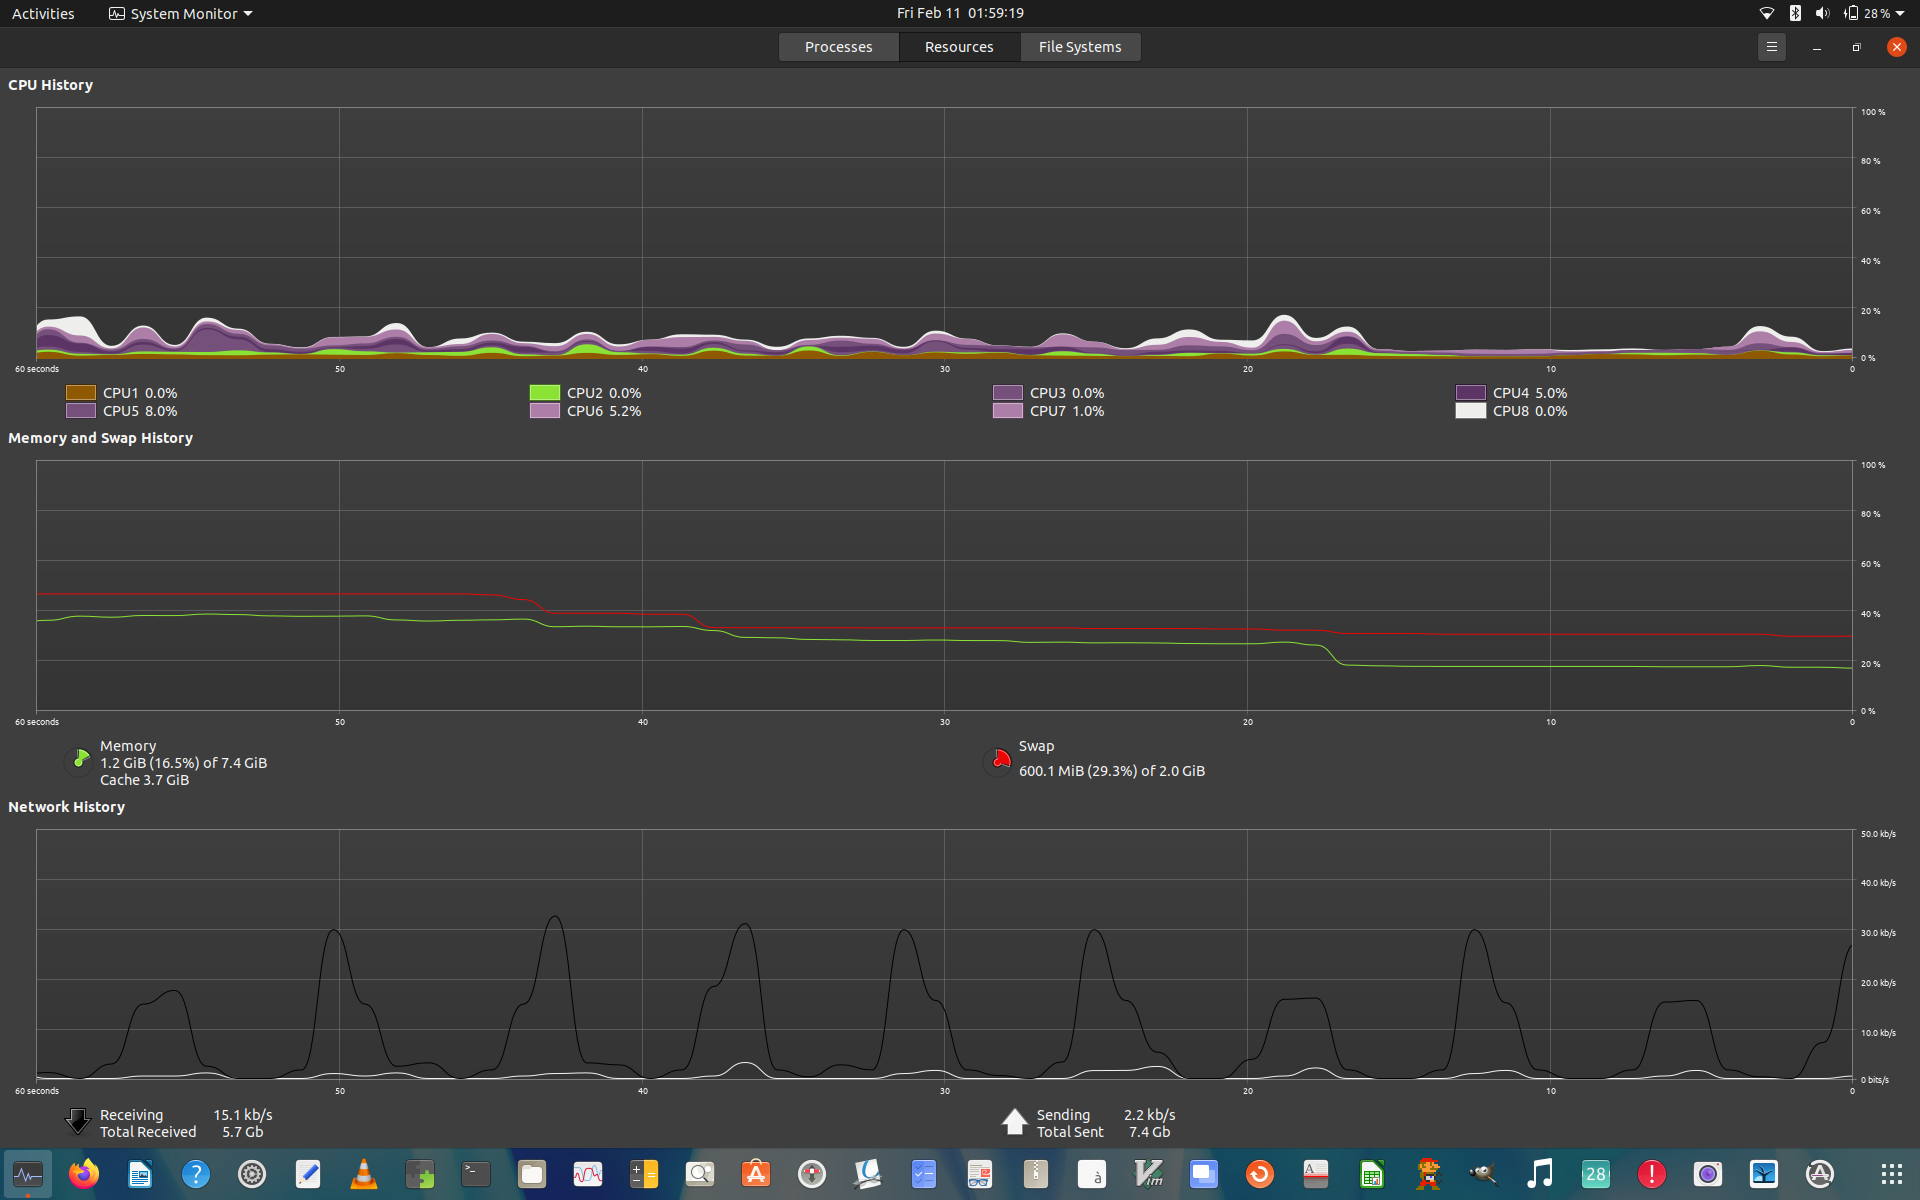 Activities System Monitor Fri Feb 11 01:59:19 28 %
Processes Resources File Systems
CPU History
100 %
80 %
60 %
40 %
20 %
0 %
60 seconds 50 40 30 20 10 0
CPU1 0.0% CPU2 0.0% CPU3 0.0% CPU4 5.0%
CPU5 8.0% CPU6 5.2% CPU7 1.0% CPU8 0.0%
Memory and Swap History
100 %
80 %
60 %
40 %
20 %
0 %
60 seconds 50 40 30 20 10 0
Memory
1.2 GiB (16.5%) of 7.4 GiB
Cache 3.7 GiB
Swap
600.1 MiB (29.3%) of 2.0 GiB
Network History
50.0 kb/s
40.0 kb/s
30.0 kb/s
20.0 kb/s
10.0 kb/s
0 bits/s
60 seconds 50 40 30 20 10 0
Receiving 15.1 kb/s
Total Received 5.7 Gb
Sending 2.2 kb/s
Total Sent 7.4 Gb
? >_ A à Vim A 28 !